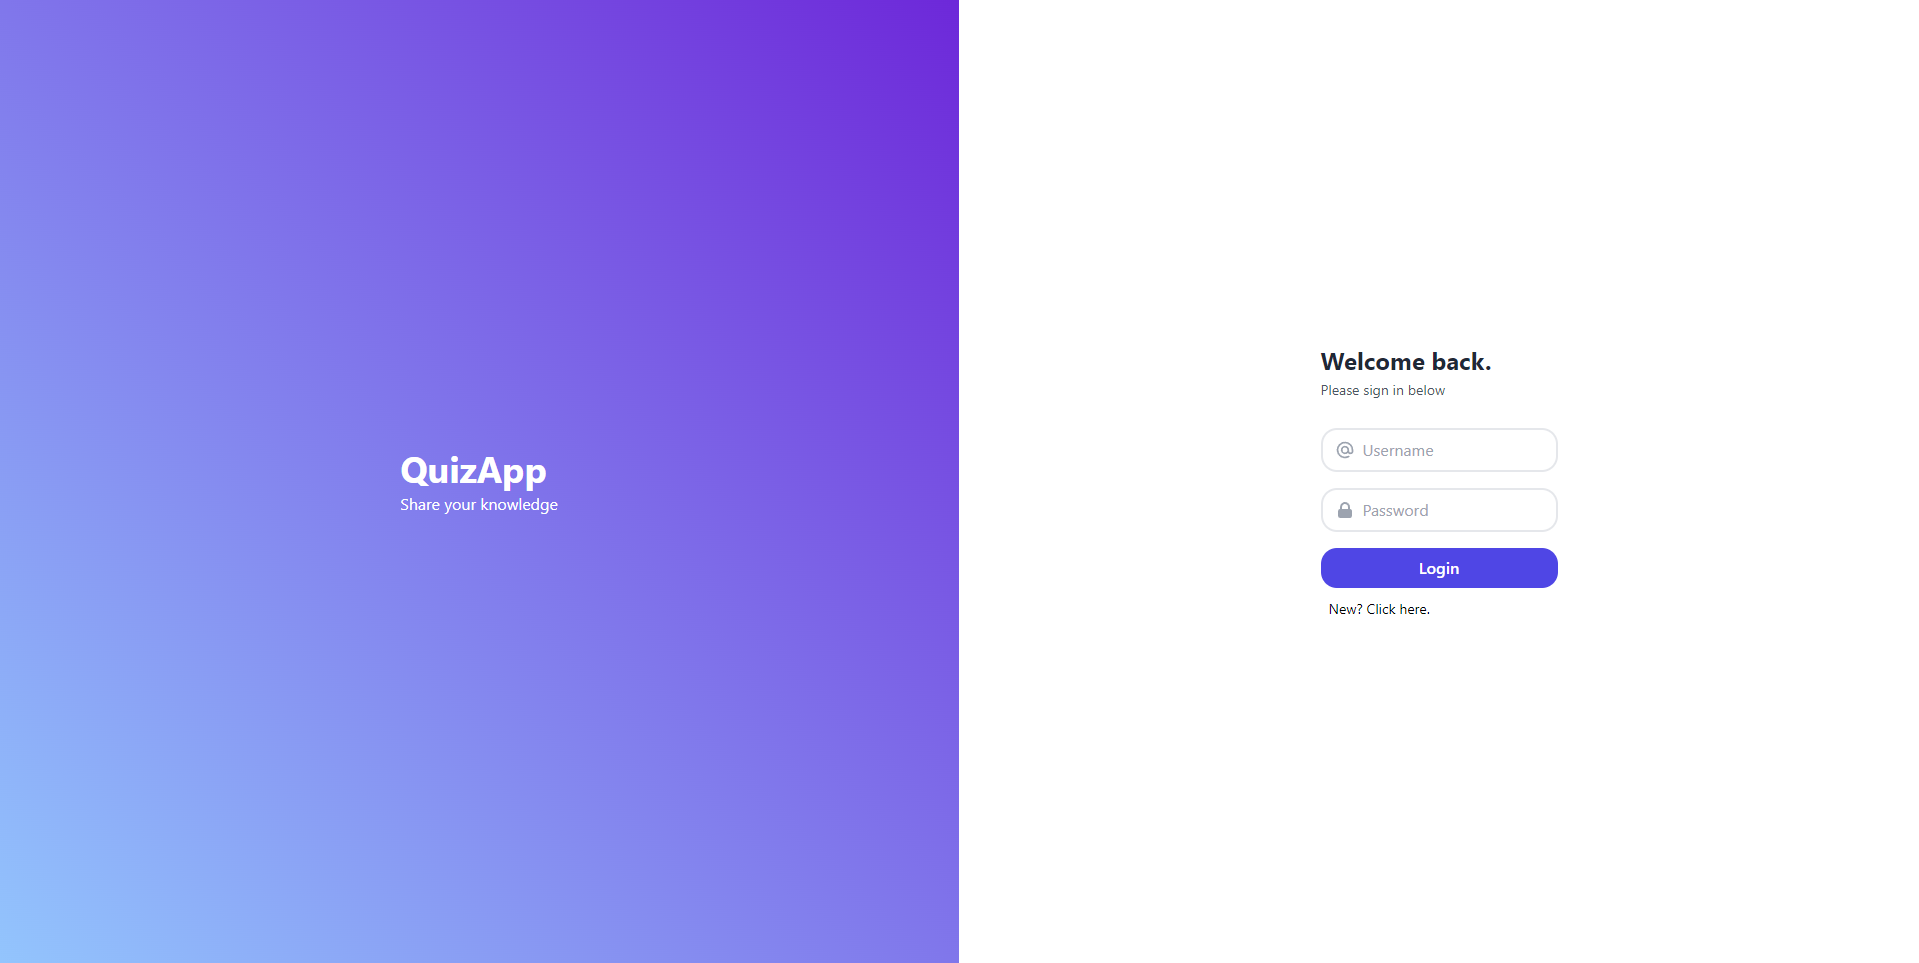 QuizApp
Share your knowledge
Welcome back.
Please sign in below
Username
Password
Login
New? Click here.